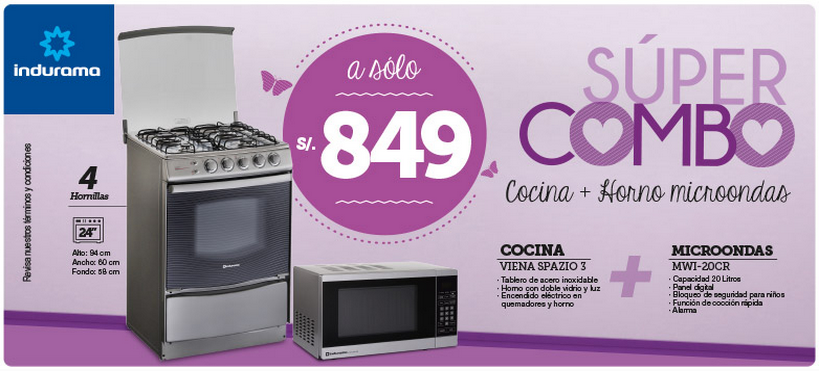 indurama
Revisa nuestros términos y condiciones
4
Hornillas
24"
Alto: 94 cm
Ancho: 60 cm
Fondo: 58 cm
a sólo
S/. 849
SÚPER
COMBO
Cocina + Horno microondas
COCINA
VIENA SPAZIO 3
· Tablero de acero inoxidable
· Horno con doble vidrio y luz
· Encendido eléctrico en
quemadores y horno
+
MICROONDAS
MWI-20CR
· Capacidad 20 Litros
· Panel digital
· Bloqueo de seguridad para niños
· Función de cocción rápida
· Alarma
indurama